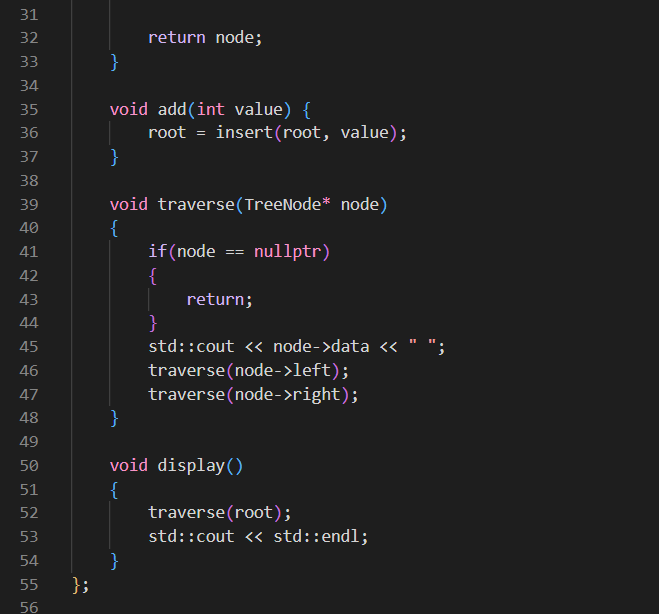 31
32 return node;
33 }
34
35 void add(int value) {
36 root = insert(root, value);
37 }
38
39 void traverse(TreeNode* node)
40 {
41 if(node == nullptr)
42 {
43 return;
44 }
45 std::cout << node->data << " ";
46 traverse(node->left);
47 traverse(node->right);
48 }
49
50 void display()
51 {
52 traverse(root);
53 std::cout << std::endl;
54 }
55 };
56